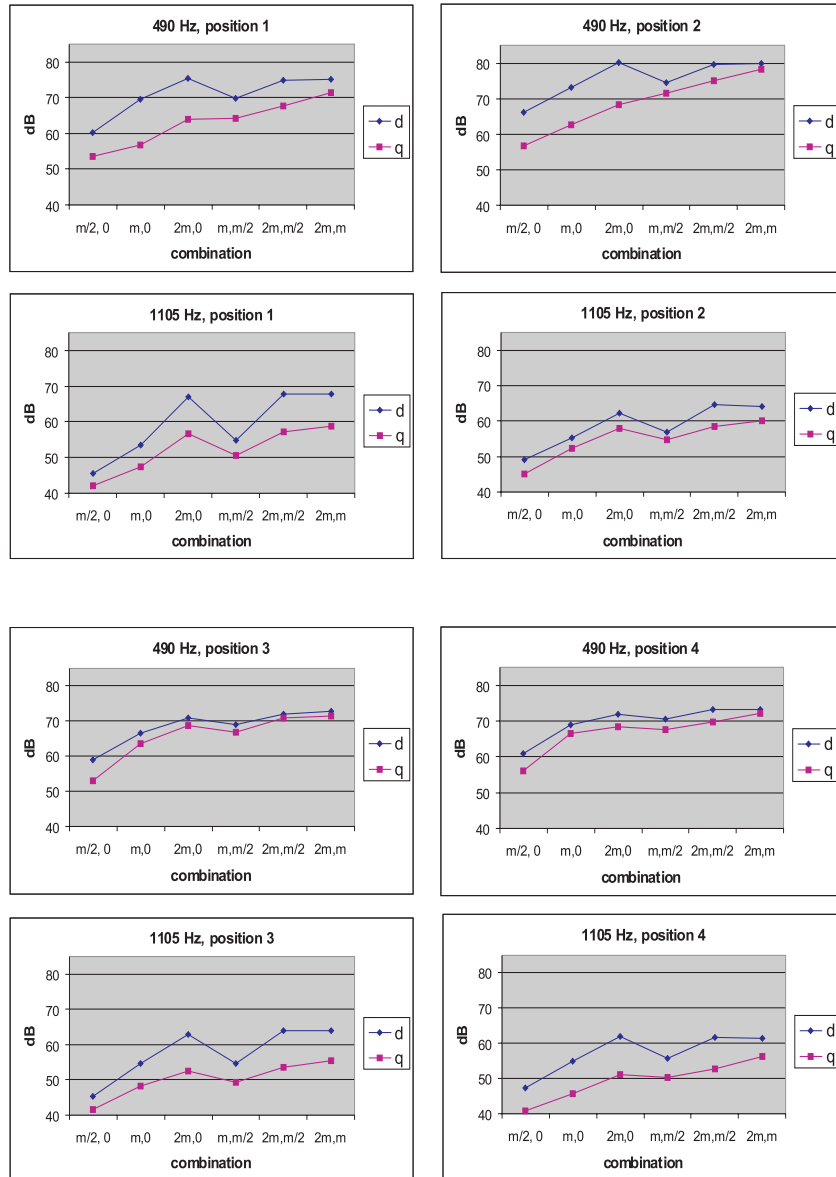 490 Hz, position 1
80
70
60
50
40
dB
m/2, 0 m,0 2m,0 m,m/2 2m,m/2 2m,m
combination
d
q
490 Hz, position 2
80
70
60
50
40
dB
m/2, 0 m,0 2m,0 m,m/2 2m,m/2 2m,m
combination
d
q
1105 Hz, position 1
80
70
60
50
40
dB
m/2, 0 m,0 2m,0 m,m/2 2m,m/2 2m,m
combination
d
q
1105 Hz, position 2
80
70
60
50
40
dB
m/2, 0 m,0 2m,0 m,m/2 2m,m/2 2m,m
combination
d
q
490 Hz, position 3
80
70
60
50
40
dB
m/2, 0 m,0 2m,0 m,m/2 2m,m/2 2m,m
combination
d
q
490 Hz, position 4
80
70
60
50
40
dB
m/2, 0 m,0 2m,0 m,m/2 2m,m/2 2m,m
combination
d
q
1105 Hz, position 3
80
70
60
50
40
dB
m/2, 0 m,0 2m,0 m,m/2 2m,m/2 2m,m
combination
d
q
1105 Hz, position 4
80
70
60
50
40
dB
m/2, 0 m,0 2m,0 m,m/2 2m,m/2 2m,m
combination
d
q